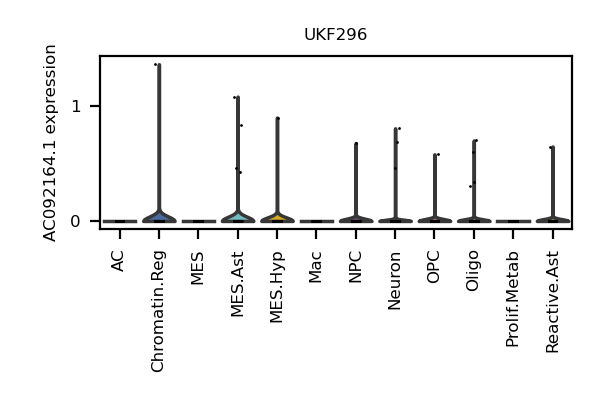 UKF296
AC092164.1 expression
1
0
AC
Chromatin.Reg
MES
MES.Ast
MES.Hyp
Mac
NPC
Neuron
OPC
Oligo
Prolif.Metab
Reactive.Ast